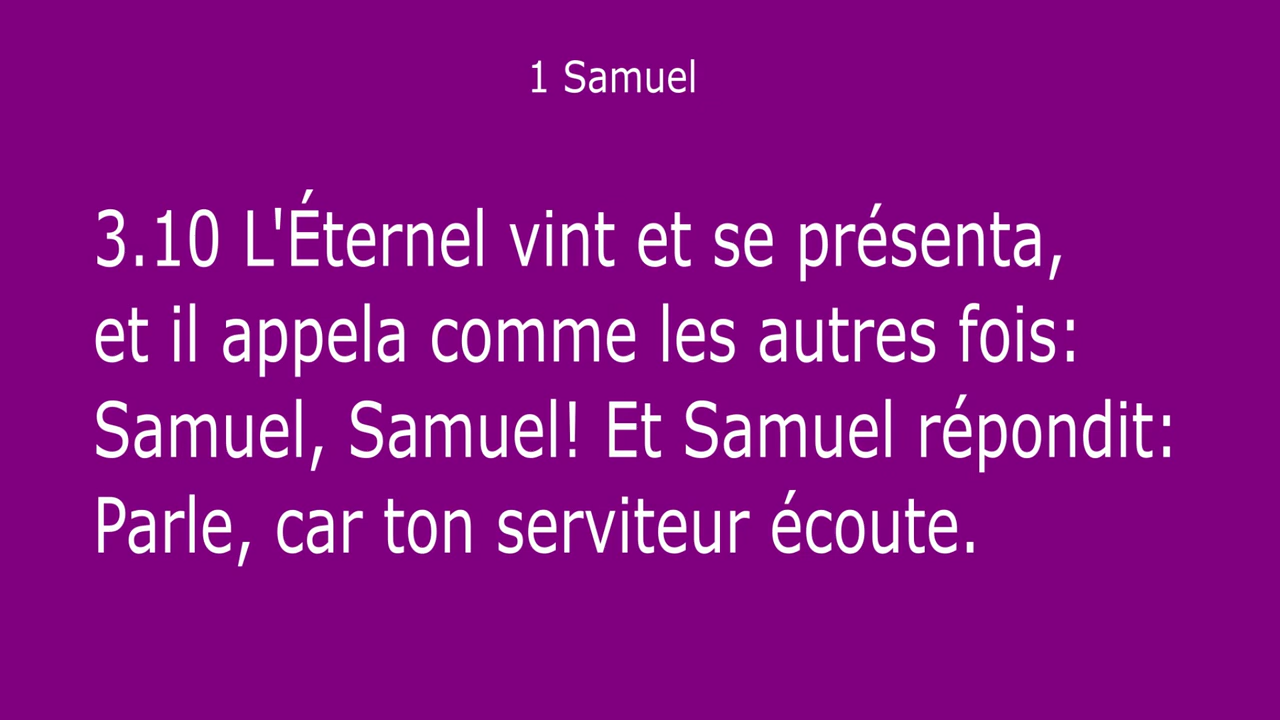 1 Samuel
3.10 L'Éternel vint et se présenta,
et il appela comme les autres fois:
Samuel, Samuel! Et Samuel répondit:
Parle, car ton serviteur écoute.